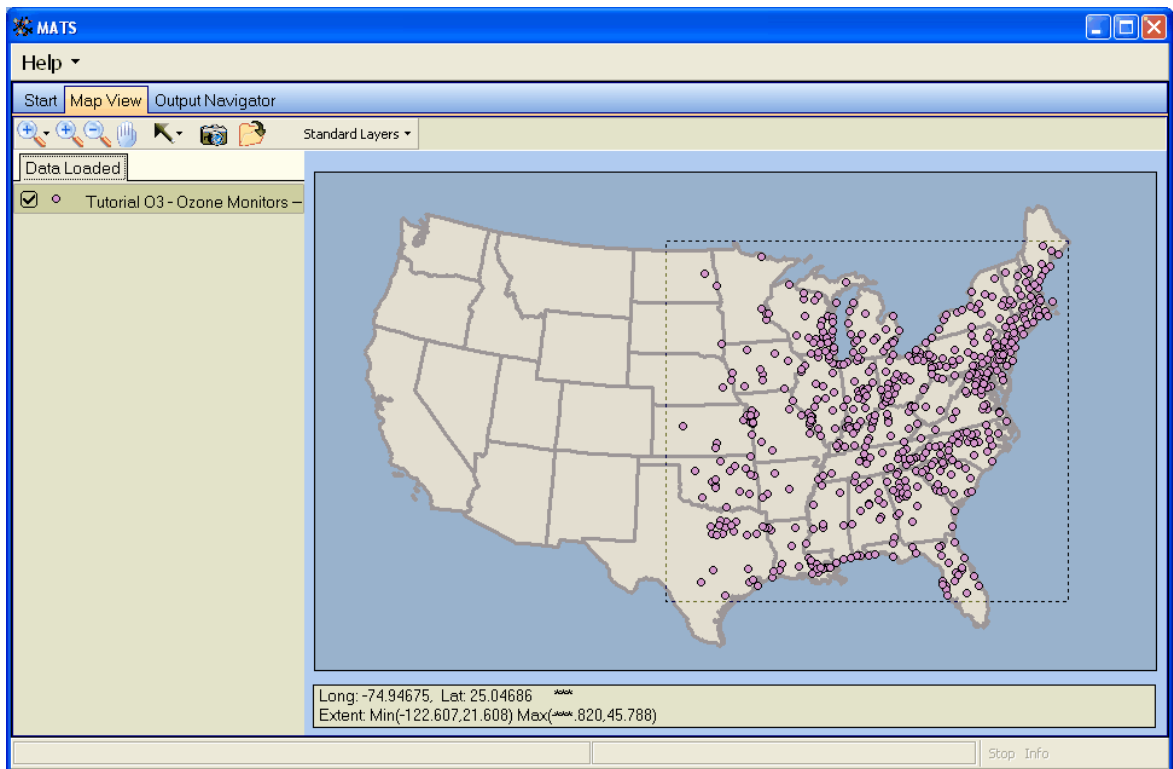 MATS
Help
Start Map View Output Navigator
Standard Layers
Data Loaded
Tutorial O3 - Ozone Monitors –
Long: -74.94675, Lat: 25.04686 ***
Extent: Min(-122.607,21.608) Max(***.820,45.788)
Stop Info